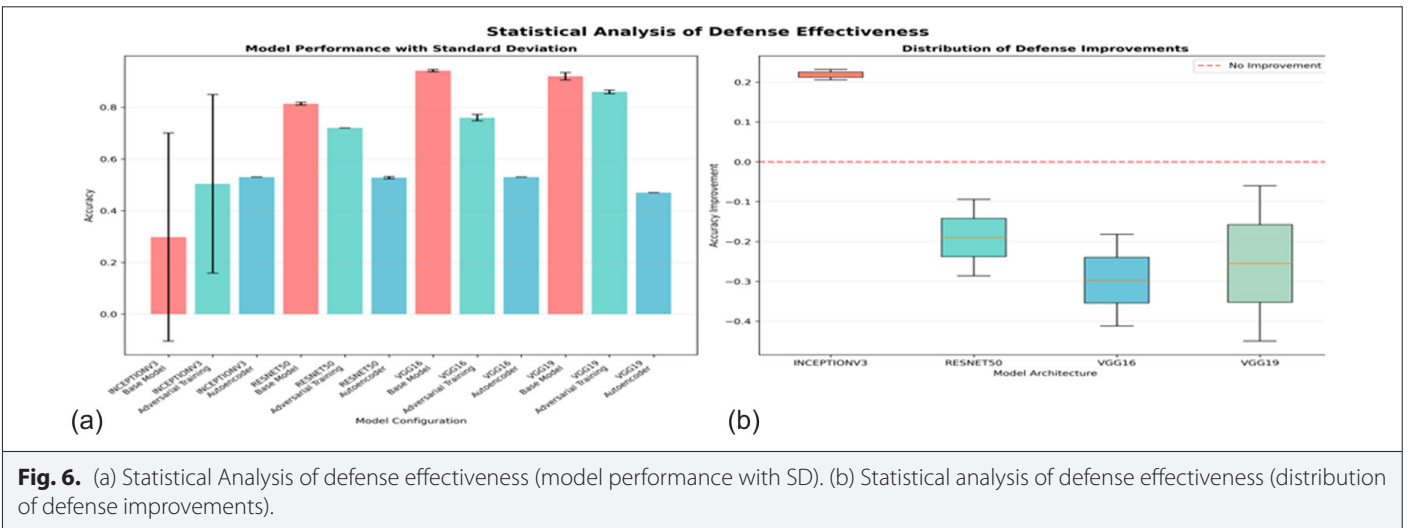 Statistical Analysis of Defense Effectiveness
Model Performance with Standard Deviation
Accuracy
0.8
0.6
0.4
0.2
0.0
INCEPTIONV3
Base Model
INCEPTIONV3
Adversarial Training
INCEPTIONV3
Autoencoder
RESNET50
Base Model
RESNET50
Adversarial Training
RESNET50
Autoencoder
VGG16
Base Model
VGG16
Adversarial Training
VGG16
Autoencoder
VGG19
Base Model
VGG19
Adversarial Training
VGG19
Autoencoder
Model Configuration
(a)
Distribution of Defense Improvements
No Improvement
Accuracy Improvement
0.2
0.1
0.0
−0.1
−0.2
−0.3
−0.4
INCEPTIONV3
RESNET50
VGG16
VGG19
Model Architecture
(b)
Fig. 6. (a) Statistical Analysis of defense effectiveness (model performance with SD). (b) Statistical analysis of defense effectiveness (distribution
of defense improvements).